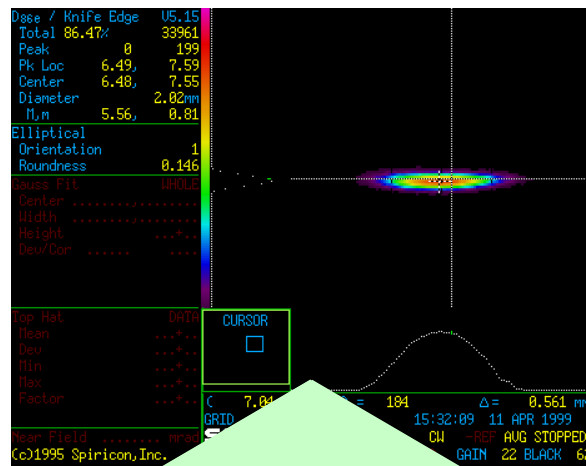 D86e / Knife Edge V5.15
Total 86.47% 33961
Peak 0 199
Pk Loc 6.49, 7.59
Center 6.48, 7.55
Diameter 2.02mm
M,m 5.56, 0.81
Elliptical
Orientation 1
Roundness 0.146
Gauss Fit WHOLE
Center ........,.......
Width ........,.......
Height ...+..
Dev/Cor ...... ....
Top Hat DATA
Mean ...+..
Dev ...+..
Min ...+..
Max ...+..
Factor ...+..
Near Field ........ mrad
(c)1995 Spiricon,Inc.
CURSOR
( 7.04 = 184 Δ= 0.561 mm
GRID 15:32:09 11 APR 1999
CW -REF AVG STOPPED
GAIN 22 BLACK